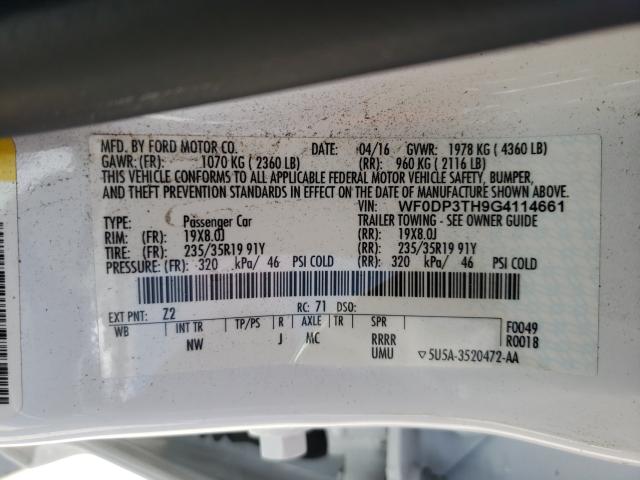 MFD. BY FORD MOTOR CO. DATE: 04/16 GVWR: 1978 KG ( 4360 LB)
GAWR: (FR): 1070 KG ( 2360 LB) (RR): 960 KG ( 2116 LB)
THIS VEHICLE CONFORMS TO ALL APPLICABLE FEDERAL MOTOR VEHICLE SAFETY, BUMPER,
AND THEFT PREVENTION STANDARDS IN EFFECT ON THE DATE OF MANUFACTURE SHOWN ABOVE.
VIN: WF0DP3TH9G4114661
TYPE: Passenger Car TRAILER TOWING - SEE OWNER GUIDE
RIM: (FR): 19X8.0J (RR): 19X8.0J
TIRE: (FR): 235/35R19 91Y (RR): 235/35R19 91Y
PRESSURE: (FR): 320 kPa/ 46 PSI COLD (RR): 320 kPa/ 46 PSI COLD
EXT PNT: Z2 RC: 71 DSO:
WB INT TR TP/PS R AXLE TR SPR F0049
NW J MC RRRR R0018
UMU ▽5U5A-3520472-AA